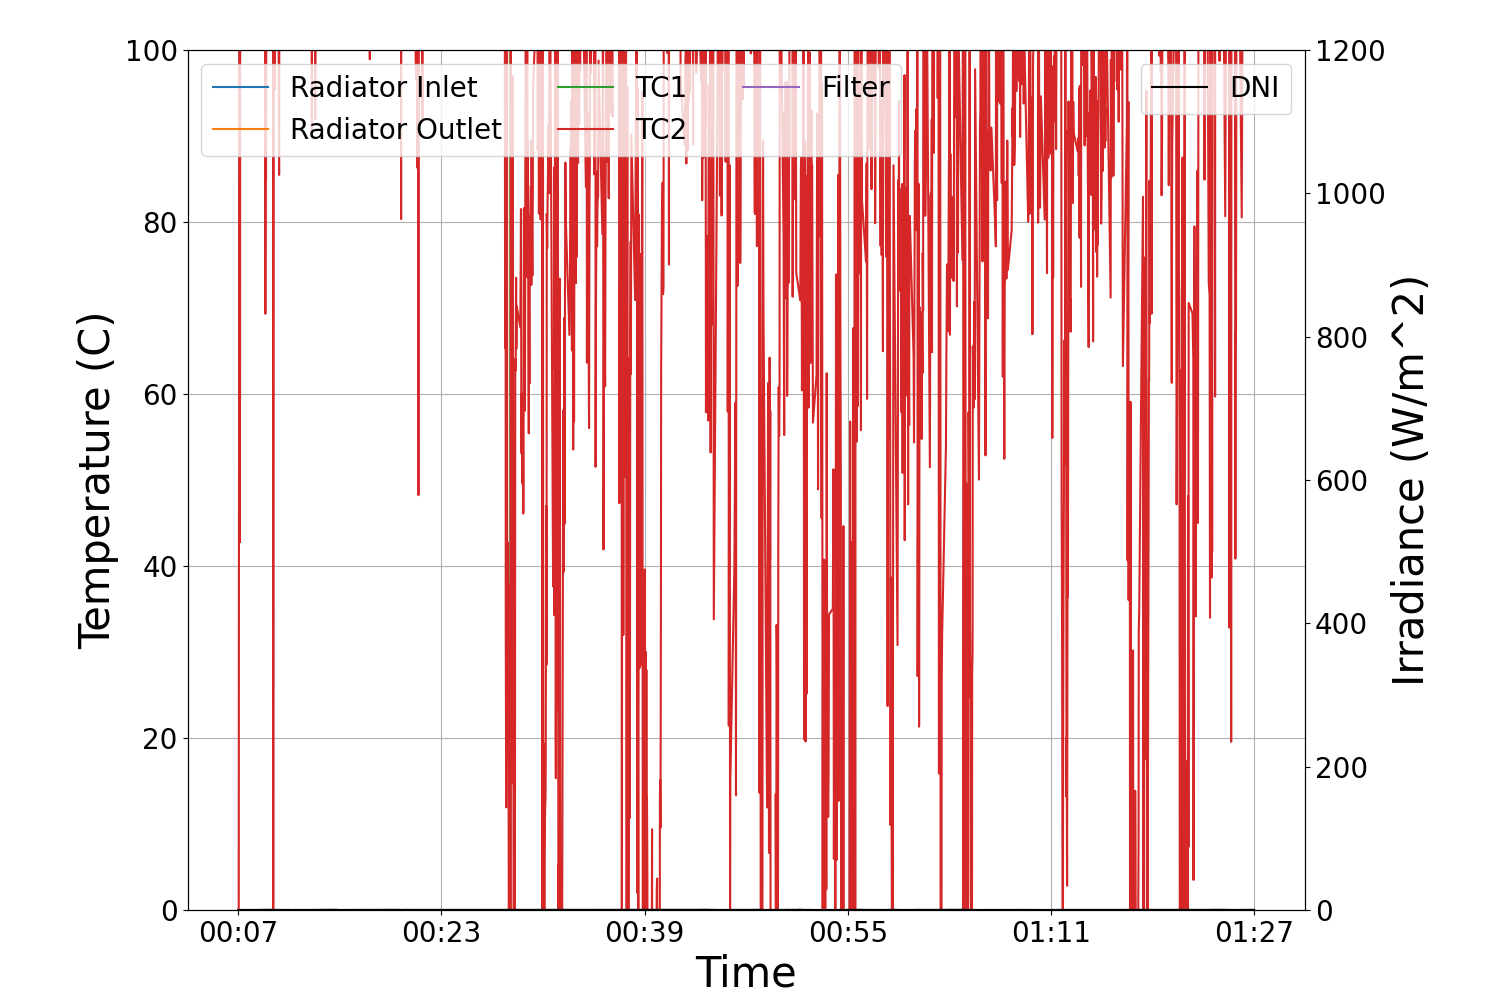 Radiator Inlet
Radiator Outlet
TC1
TC2
Filter
DNI
100
80
60
40
20
0
Temperature (C)
1200
1000
800
600
400
200
0
Irradiance (W/m^2)
00:07 00:23 00:39 00:55 01:11 01:27
Time